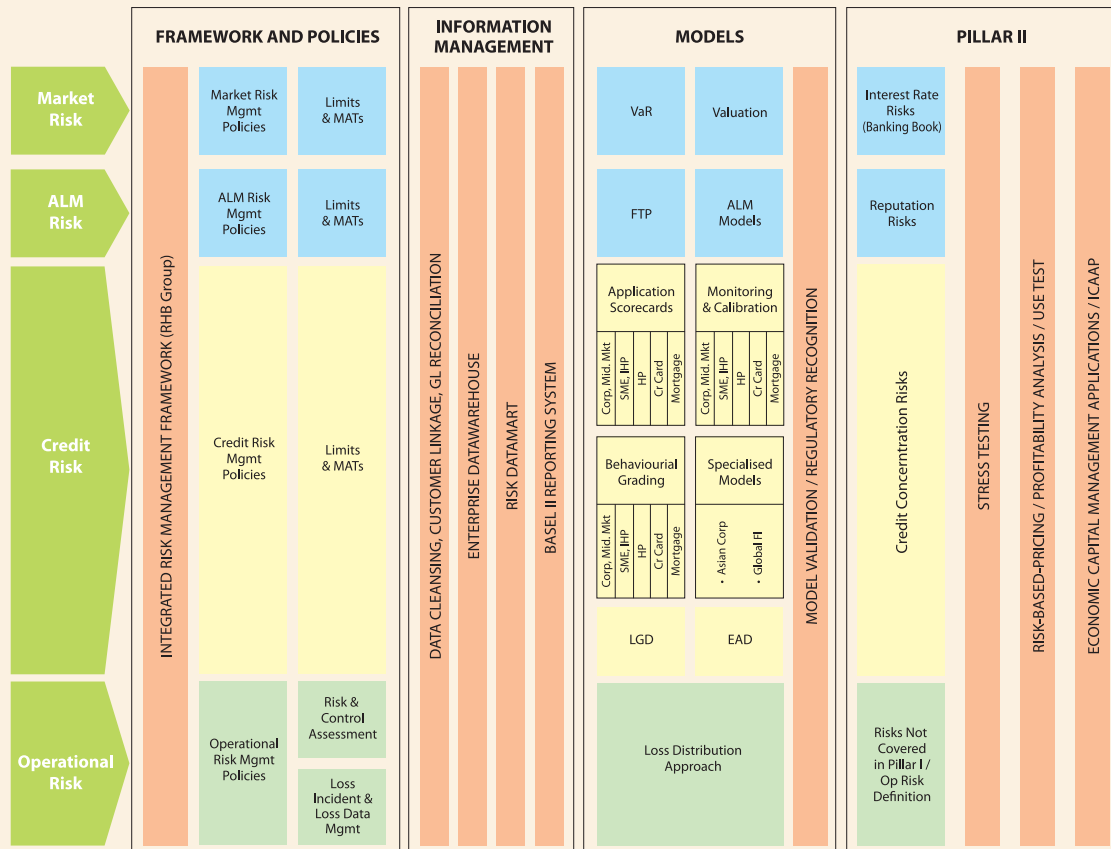 FRAMEWORK AND POLICIES
INFORMATION
MANAGEMENT
MODELS
PILLAR II
Market
Risk
ALM
Risk
Credit
Risk
Operational
Risk
INTEGRATED RISK MANAGEMENT FRAMEWORK (RHB Group)
Market Risk
Mgmt
Policies
Limits
& MATs
ALM Risk
Mgmt
Policies
Limits
& MATs
Credit Risk
Mgmt
Policies
Limits
& MATs
Operational
Risk Mgmt
Policies
Risk &
Control
Assessment
Loss
Incident &
Loss Data
Mgmt
DATA CLEANSING, CUSTOMER LINKAGE, GL RECONCILIATION
ENTERPRISE DATAWAREHOUSE
RISK DATAMART
BASEL II REPORTING SYSTEM
VaR
Valuation
FTP
ALM
Models
Application
Scorecards
Corp, Mid. Mkt
SME, IHP
HP
Cr Card
Mortgage
Monitoring
& Calibration
Corp, Mid. Mkt
SME, IHP
HP
Cr Card
Mortgage
Behaviourial
Grading
Corp, Mid. Mkt
SME, IHP
HP
Cr Card
Mortgage
Specialised
Models
• Asian Corp
• Global FI
LGD
EAD
Loss Distribution
Approach
MODEL VALIDATION / REGULATORY RECOGNITION
Interest Rate
Risks
(Banking Book)
Reputation
Risks
Credit Concerntration Risks
Risks Not
Covered
in Pillar I /
Op Risk
Definition
STRESS TESTING
RISK-BASED-PRICING / PROFITABILITY ANALYSIS / USE TEST
ECONOMIC CAPITAL MANAGEMENT APPLICATIONS / ICAAP